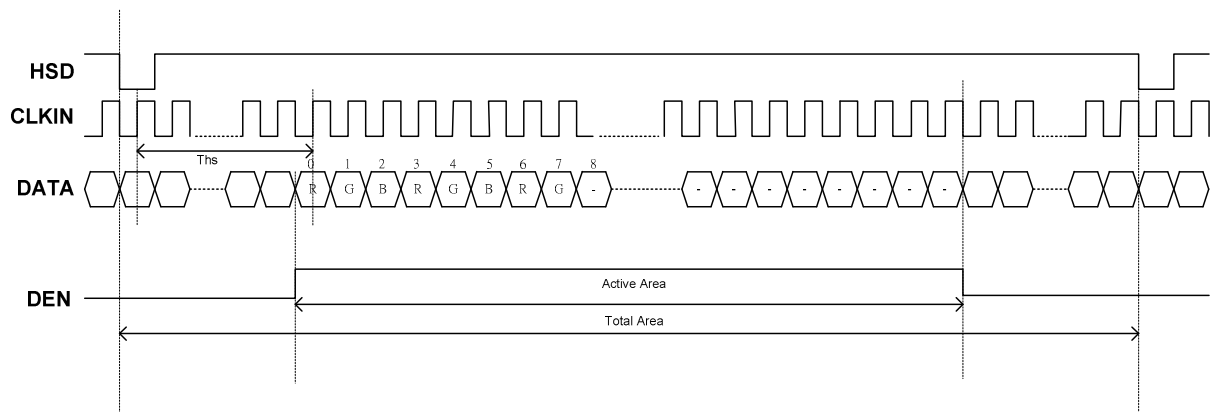 HSD
CLKIN
Ths
0 1 2 3 4 5 6 7 8
DATA R G B R G B R G - - - - - - - - -
DEN
Active Area
Total Area